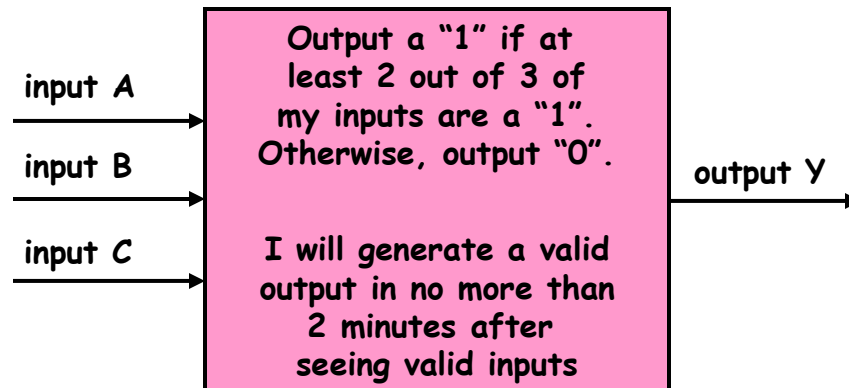 input A
input B
input C
Output a “1” if at
least 2 out of 3 of
my inputs are a “1”.
Otherwise, output “0”.
I will generate a valid
output in no more than
2 minutes after
seeing valid inputs
output Y